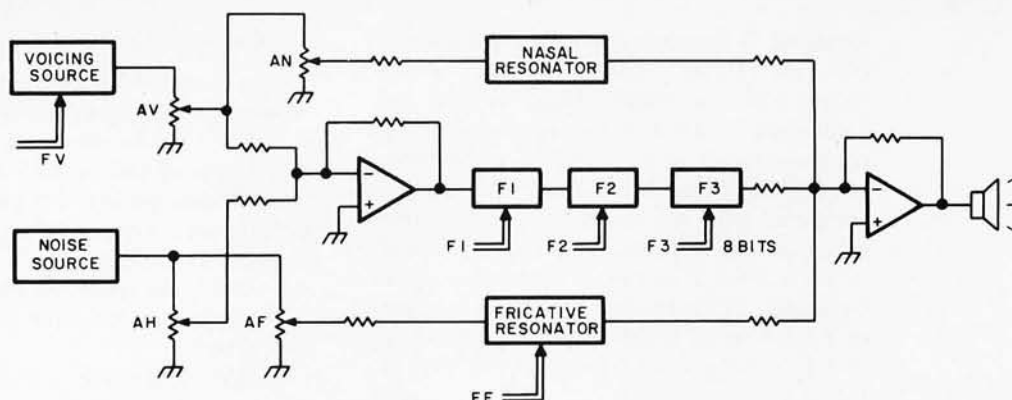 VOICING
SOURCE
FV
AV
AN
NASAL
RESONATOR
F1
F2
F3
F1
F2
F3
8 BITS
NOISE
SOURCE
AH
AF
FRICATIVE
RESONATOR